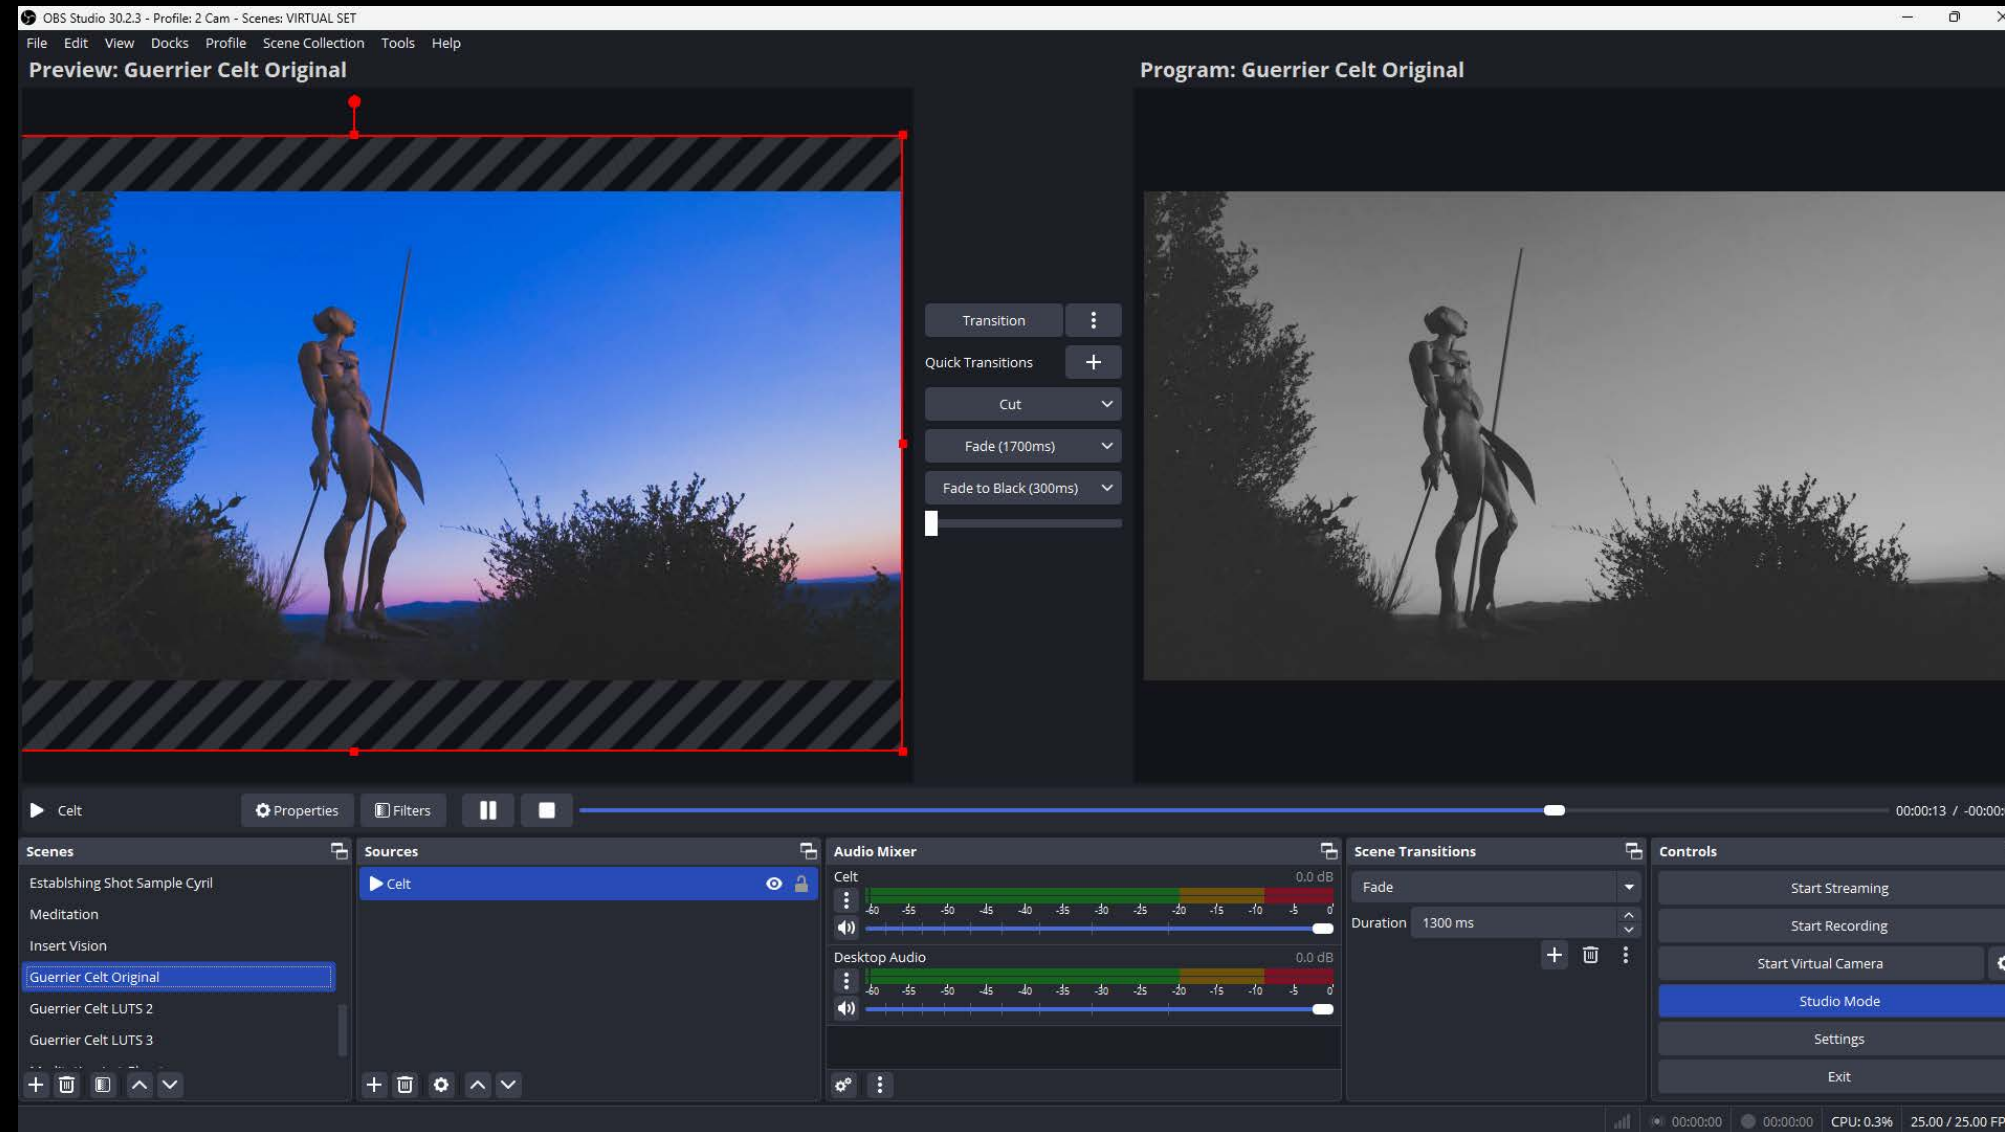 OBS Studio 30.2.3 - Profile: 2 Cam - Scenes: VIRTUAL SET
File Edit View Docks Profile Scene Collection Tools Help
Preview: Guerrier Celt Original
Program: Guerrier Celt Original
Transition
Quick Transitions
Cut
Fade (1700ms)
Fade to Black (300ms)
Celt
Properties
Filters
00:00:13 / -00:00:
Scenes
Establshing Shot Sample Cyril
Meditation
Insert Vision
Guerrier Celt Original
Guerrier Celt LUTS 2
Guerrier Celt LUTS 3
Sources
Celt
Audio Mixer
Celt 0.0 dB
-60 -55 -50 -45 -40 -35 -30 -25 -20 -15 -10 -5 0
Desktop Audio 0.0 dB
-60 -55 -50 -45 -40 -35 -30 -25 -20 -15 -10 -5 0
Scene Transitions
Fade
Duration 1300 ms
Controls
Start Streaming
Start Recording
Start Virtual Camera
Studio Mode
Settings
Exit
00:00:00 00:00:00 CPU: 0.3% 25.00 / 25.00 FP